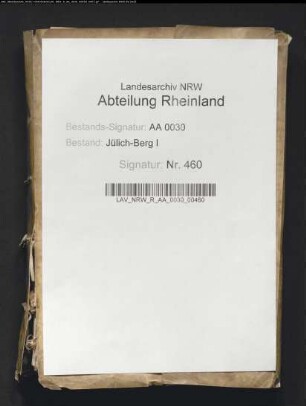 Landesarchiv NRW
Abteilung Rheinland
Bestands-Signatur: AA 0030
Bestand: Jülich-Berg I
Signatur: Nr. 460
LAV_NRW_R_AA_0030_00460